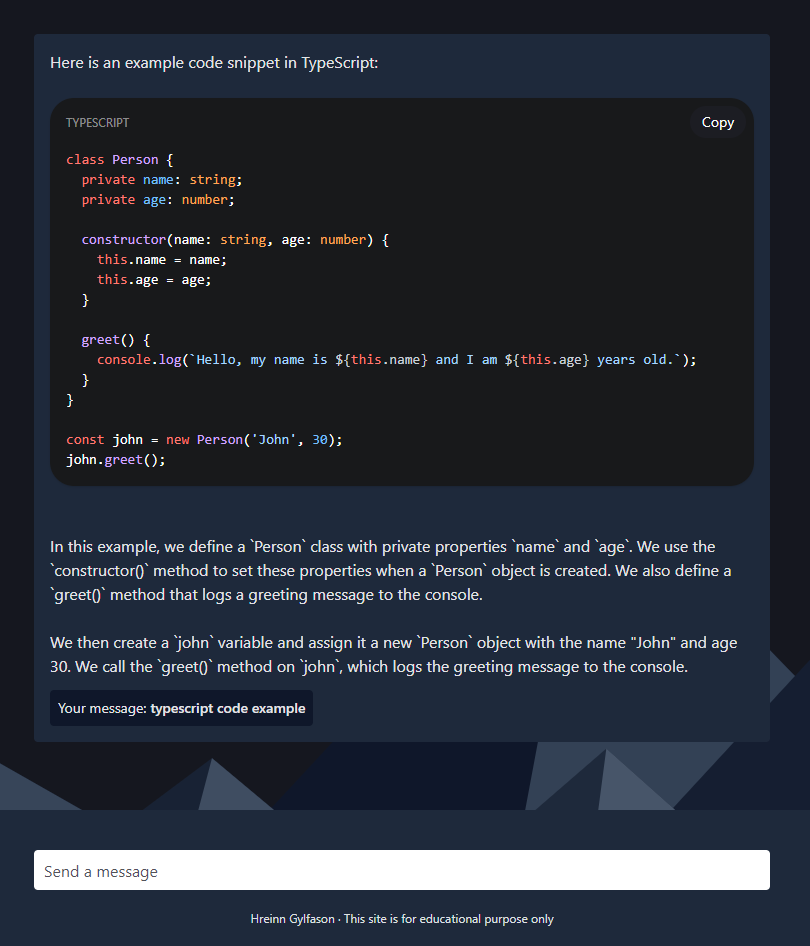 Here is an example code snippet in TypeScript:
TYPESCRIPT
Copy
class Person {
  private name: string;
  private age: number;

  constructor(name: string, age: number) {
    this.name = name;
    this.age = age;
  }

  greet() {
    console.log(`Hello, my name is ${this.name} and I am ${this.age} years old.`);
  }
}

const john = new Person('John', 30);
john.greet();

In this example, we define a `Person` class with private properties `name` and `age`. We use the
`constructor()` method to set these properties when a `Person` object is created. We also define a
`greet()` method that logs a greeting message to the console.

We then create a `john` variable and assign it a new `Person` object with the name "John" and age
30. We call the `greet()` method on `john`, which logs the greeting message to the console.
Your message: typescript code example
Send a message
Hreinn Gylfason · This site is for educational purpose only